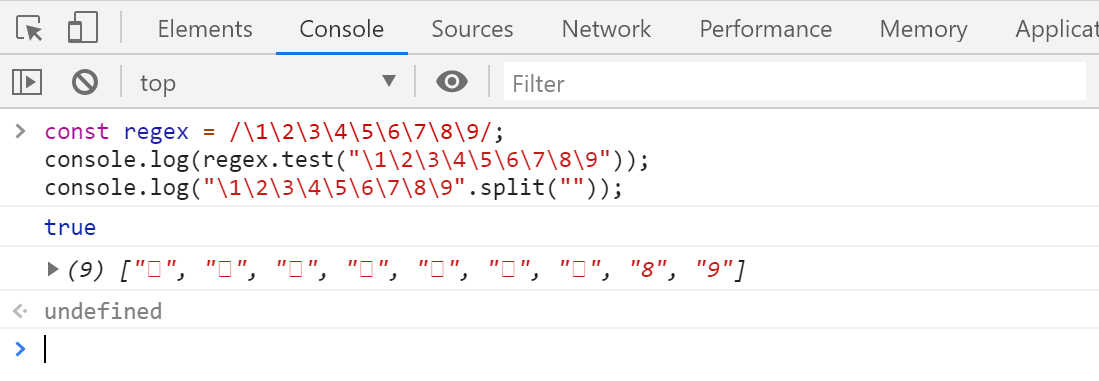 Elements Console Sources Network Performance Memory Applicat
top Filter
const regex = /\1\2\3\4\5\6\7\8\9/;
console.log(regex.test("\1\2\3\4\5\6\7\8\9"));
console.log("\1\2\3\4\5\6\7\8\9".split(""));
true
(9) ["□", "□", "□", "□", "□", "□", "□", "8", "9"]
undefined